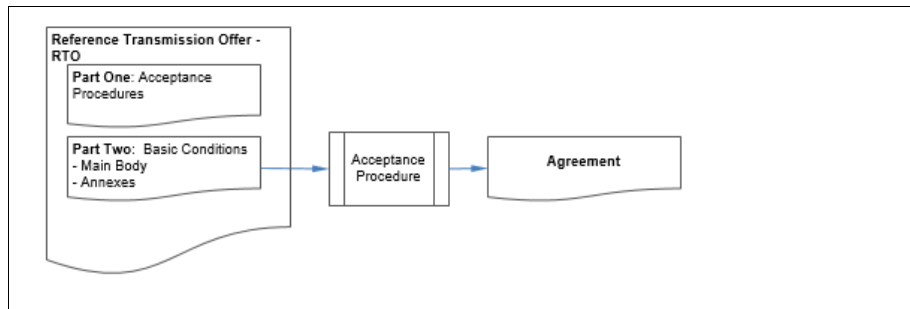 Reference Transmission Offer -
RTO
Part One: Acceptance
Procedures
Part Two:  Basic Conditions
- Main Body
- Annexes
Acceptance
Procedure
Agreement